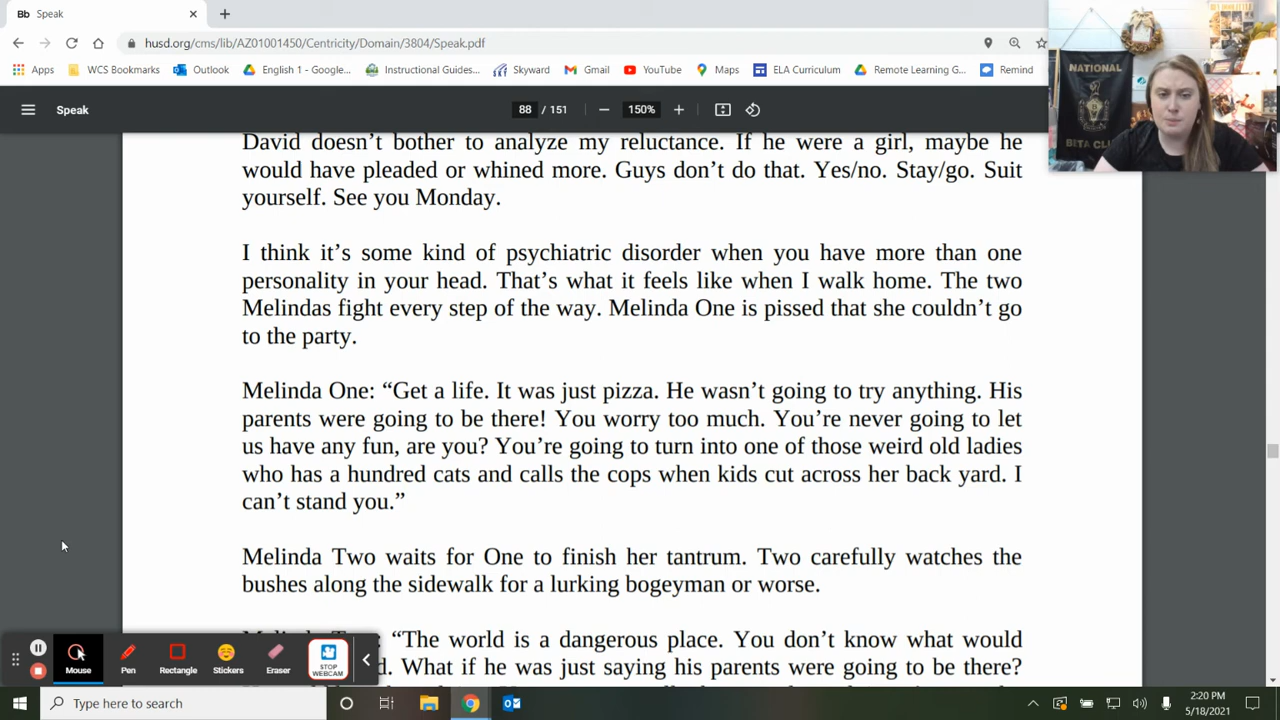 Bb Speak
husd.org/cms/lib/AZ01001450/Centricity/Domain/3804/Speak.pdf
Apps WCS Bookmarks Outlook English 1 - Google... Instructional Guides... Skyward Gmail YouTube Maps ELA Curriculum Remote Learning G... Remind
Speak 88 / 151 150%
NATIONAL
BETA CLU
David doesn’t bother to analyze my reluctance. If he were a girl, maybe he
would have pleaded or whined more. Guys don’t do that. Yes/no. Stay/go. Suit
yourself. See you Monday.
I think it’s some kind of psychiatric disorder when you have more than one
personality in your head. That’s what it feels like when I walk home. The two
Melindas fight every step of the way. Melinda One is pissed that she couldn’t go
to the party.
Melinda One: “Get a life. It was just pizza. He wasn’t going to try anything. His
parents were going to be there! You worry too much. You’re never going to let
us have any fun, are you? You’re going to turn into one of those weird old ladies
who has a hundred cats and calls the cops when kids cut across her back yard. I
can’t stand you.”
Melinda Two waits for One to finish her tantrum. Two carefully watches the
bushes along the sidewalk for a lurking bogeyman or worse.
“The world is a dangerous place. You don’t know what would
d. What if he was just saying his parents were going to be there?
Mouse Pen Rectangle Stickers Eraser STOP WEBCAM
Type here to search
2:20 PM
5/18/2021